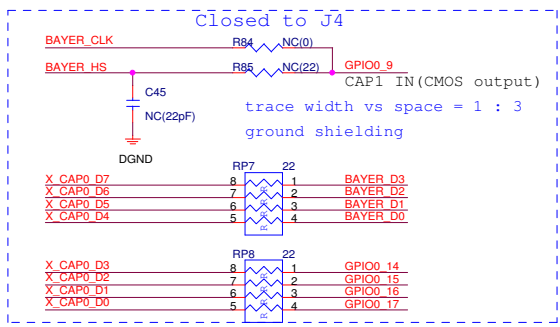 Closed to J4
BAYER_CLK R84 NC(0)
BAYER_HS R85 NC(22) GPIO0_9
CAP1 IN(CMOS output)
C45
NC(22pF)
trace width vs space = 1 : 3
ground shielding
DGND
RP7 22
X_CAP0_D7 8 1 BAYER_D3
X_CAP0_D6 7 2 BAYER_D2
X_CAP0_D5 6 3 BAYER_D1
X_CAP0_D4 5 4 BAYER_D0
R R R R
RP8 22
X_CAP0_D3 8 1 GPIO0_14
X_CAP0_D2 7 2 GPIO0_15
X_CAP0_D1 6 3 GPIO0_16
X_CAP0_D0 5 4 GPIO0_17
R R R R